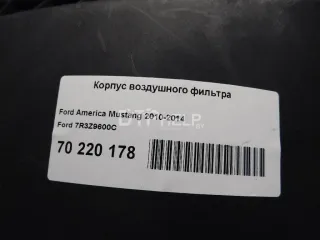 Корпус воздушного фильтра
Ford America Mustang 2010-2014
Ford 7R3Z9600C
70 220 178